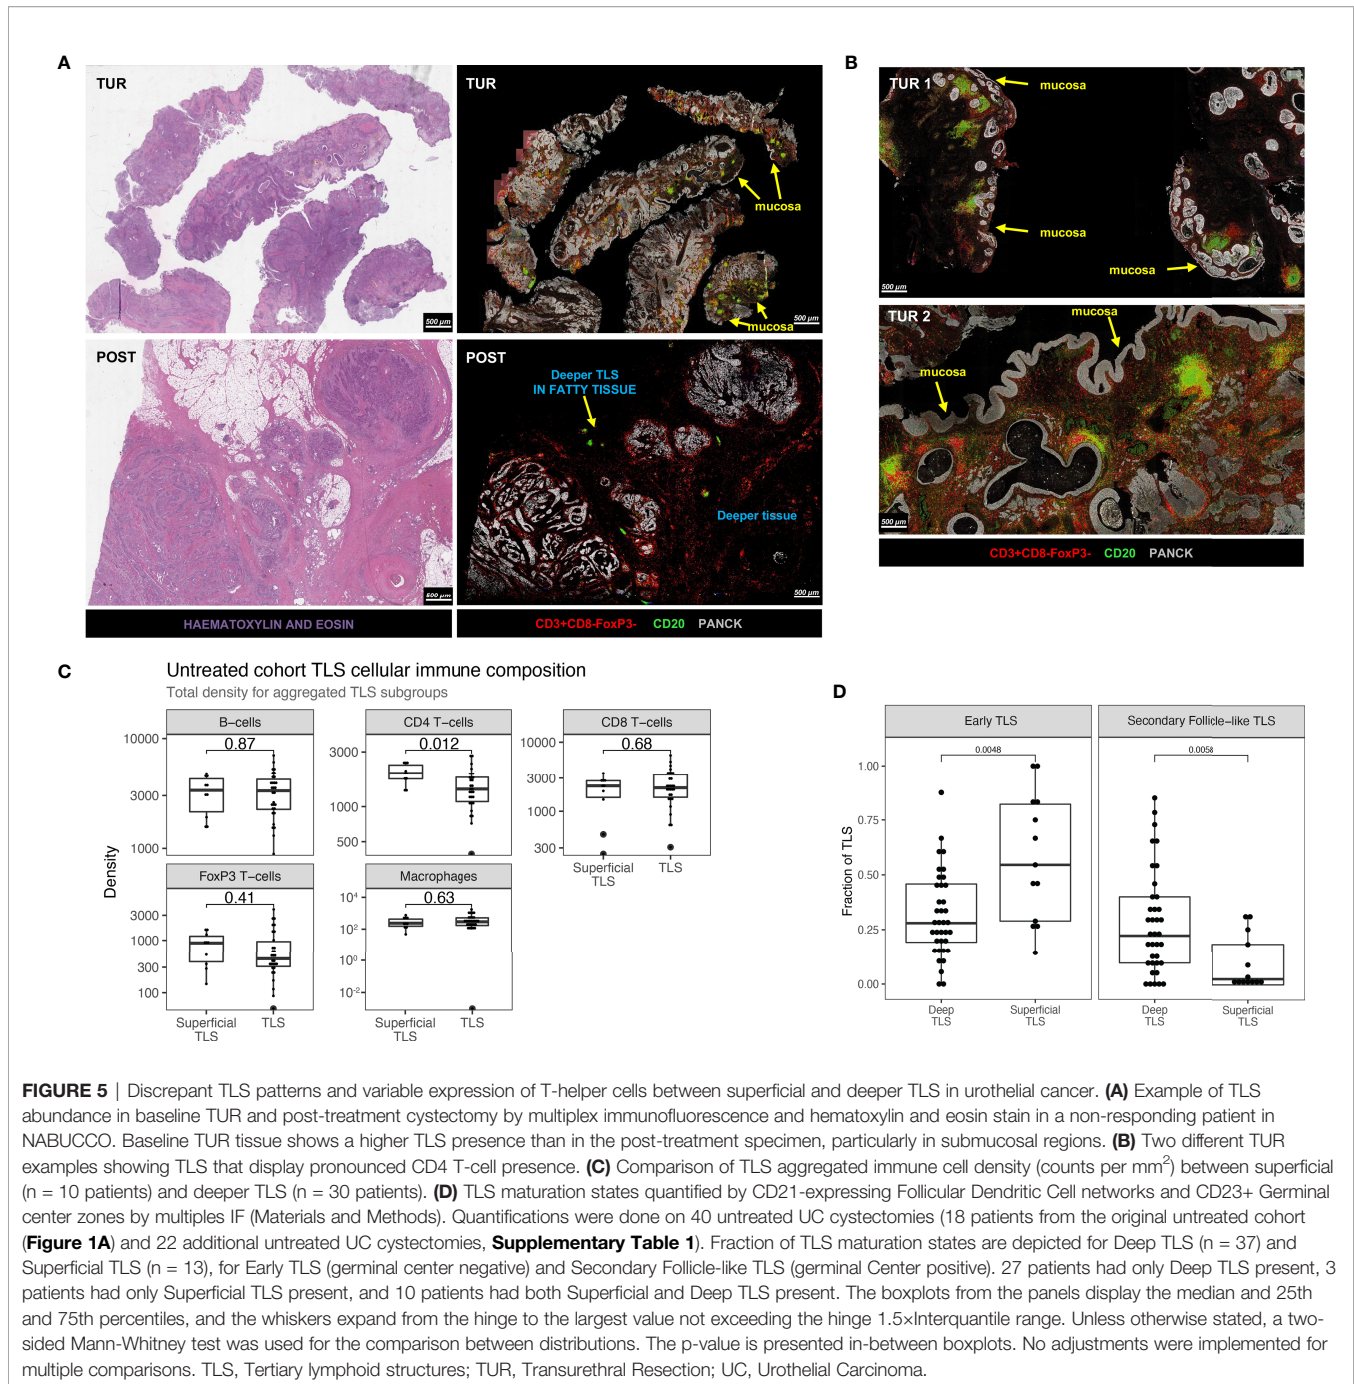 A
TUR
500 µm
TUR
mucosa
mucosa
500 µm
POST
500 µm
POST
Deeper TLS
IN FATTY TISSUE
Deeper tissue
500 µm
HAEMATOXYLIN AND EOSIN
CD3+CD8-FoxP3- CD20 PANCK
B
TUR 1
mucosa
mucosa
mucosa
500 µm
TUR 2
mucosa
mucosa
500 µm
CD3+CD8-FoxP3- CD20 PANCK
C
Untreated cohort TLS cellular immune composition
Total density for aggregated TLS subgroups
Density
B-cells
0.87
10000
3000
1000
CD4 T-cells
0.012
3000
1000
500
CD8 T-cells
0.68
10000
3000
1000
300
Superficial
TLS
TLS
FoxP3 T-cells
0.41
3000
1000
300
100
Superficial
TLS
TLS
Macrophages
0.63
10⁴
10²
10⁰
10⁻²
Superficial
TLS
TLS
D
Fraction of TLS
Early TLS
0.0048
1.00
0.75
0.50
0.25
0.00
Deep
TLS
Superficial
TLS
Secondary Follicle-like TLS
0.0058
Deep
TLS
Superficial
TLS
FIGURE 5 | Discrepant TLS patterns and variable expression of T-helper cells between superficial and deeper TLS in urothelial cancer. (A) Example of TLS
abundance in baseline TUR and post-treatment cystectomy by multiplex immunofluorescence and hematoxylin and eosin stain in a non-responding patient in
NABUCCO. Baseline TUR tissue shows a higher TLS presence than in the post-treatment specimen, particularly in submucosal regions. (B) Two different TUR
examples showing TLS that display pronounced CD4 T-cell presence. (C) Comparison of TLS aggregated immune cell density (counts per mm²) between superficial
(n = 10 patients) and deeper TLS (n = 30 patients). (D) TLS maturation states quantified by CD21-expressing Follicular Dendritic Cell networks and CD23+ Germinal
center zones by multiples IF (Materials and Methods). Quantifications were done on 40 untreated UC cystectomies (18 patients from the original untreated cohort
(Figure 1A) and 22 additional untreated UC cystectomies, Supplementary Table 1). Fraction of TLS maturation states are depicted for Deep TLS (n = 37) and
Superficial TLS (n = 13), for Early TLS (germinal center negative) and Secondary Follicle-like TLS (germinal Center positive). 27 patients had only Deep TLS present, 3
patients had only Superficial TLS present, and 10 patients had both Superficial and Deep TLS present. The boxplots from the panels display the median and 25th
and 75th percentiles, and the whiskers expand from the hinge to the largest value not exceeding the hinge 1.5×Interquantile range. Unless otherwise stated, a two-
sided Mann-Whitney test was used for the comparison between distributions. The p-value is presented in-between boxplots. No adjustments were implemented for
multiple comparisons. TLS, Tertiary lymphoid structures; TUR, Transurethral Resection; UC, Urothelial Carcinoma.